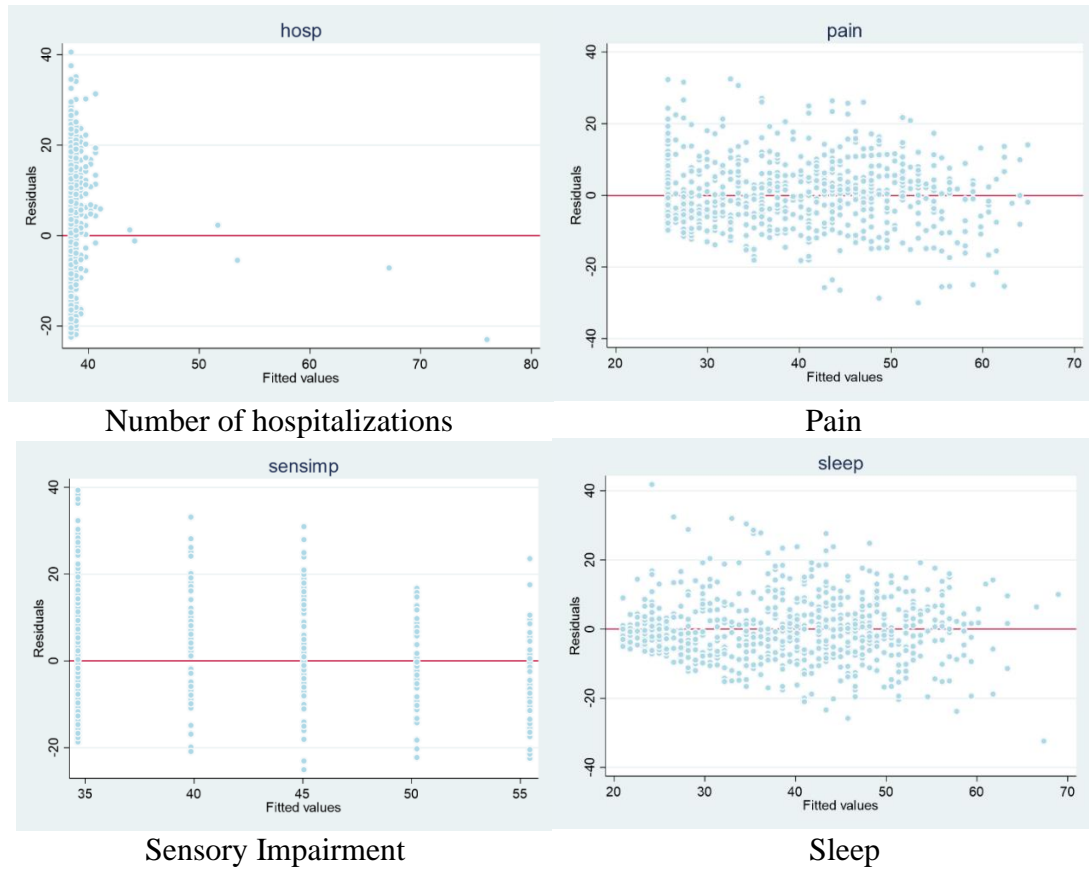 hosp
Residuals
40
20
0
-20
40
50
60
70
80
Fitted values
Number of hospitalizations
pain
Residuals
40
20
0
-20
-40
20
30
40
50
60
70
Fitted values
Pain
sensimp
Residuals
40
20
0
-20
35
40
45
50
55
Fitted values
Sensory Impairment
sleep
Residuals
40
20
0
-20
-40
20
30
40
50
60
70
Fitted values
Sleep